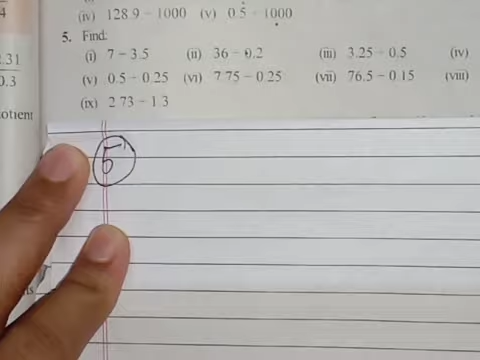 4
(iv) 128.9 ÷ 1000 (v) 0.5 ÷ 1000
5. Find:
2.31
0.3
(i) 7 ÷ 3.5 (ii) 36 ÷ 0.2 (iii) 3.25 ÷ 0.5 (iv)
(v) 0.5 ÷ 0.25 (vi) 7.75 ÷ 0.25 (vii) 76.5 ÷ 0.15 (viii)
(ix) 2.73 ÷ 1.3
otient
5